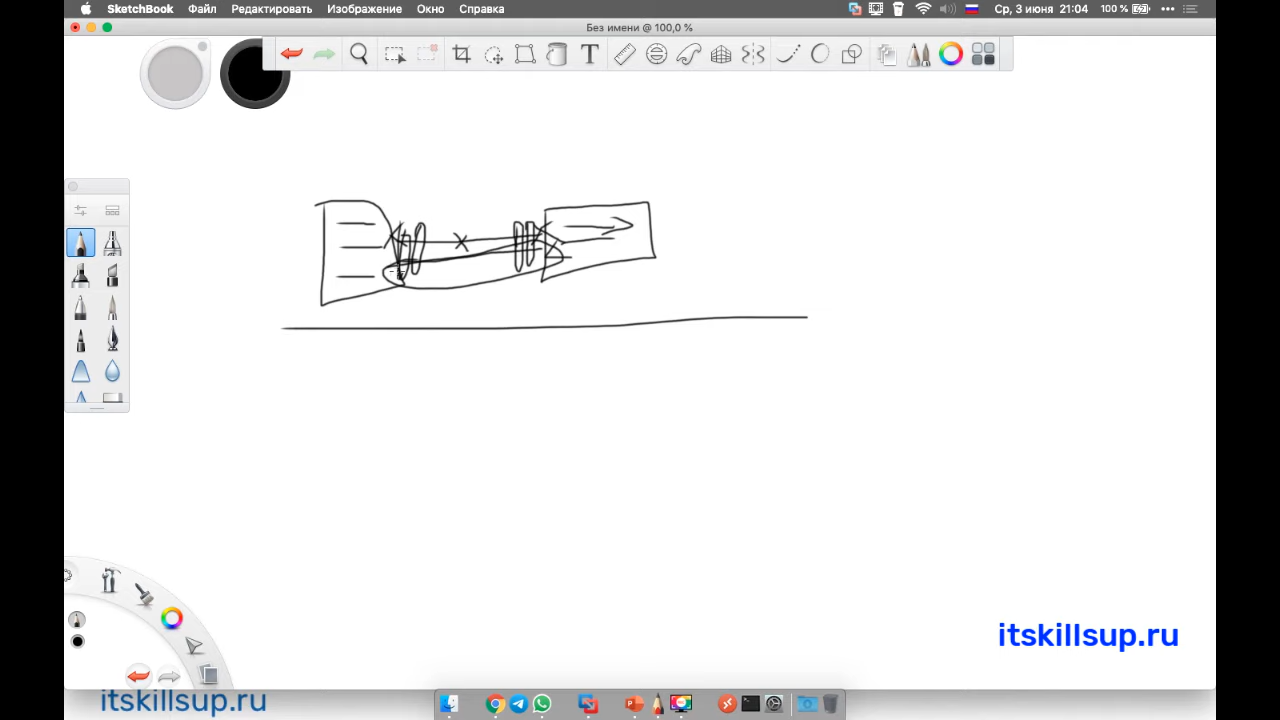 SketchBook Файл Редактировать Изображение Окно Справка Ср, 3 июня 21:04 100 %
Без имени @ 100,0 %
T
itskillsup.ru
itskillsup.ru